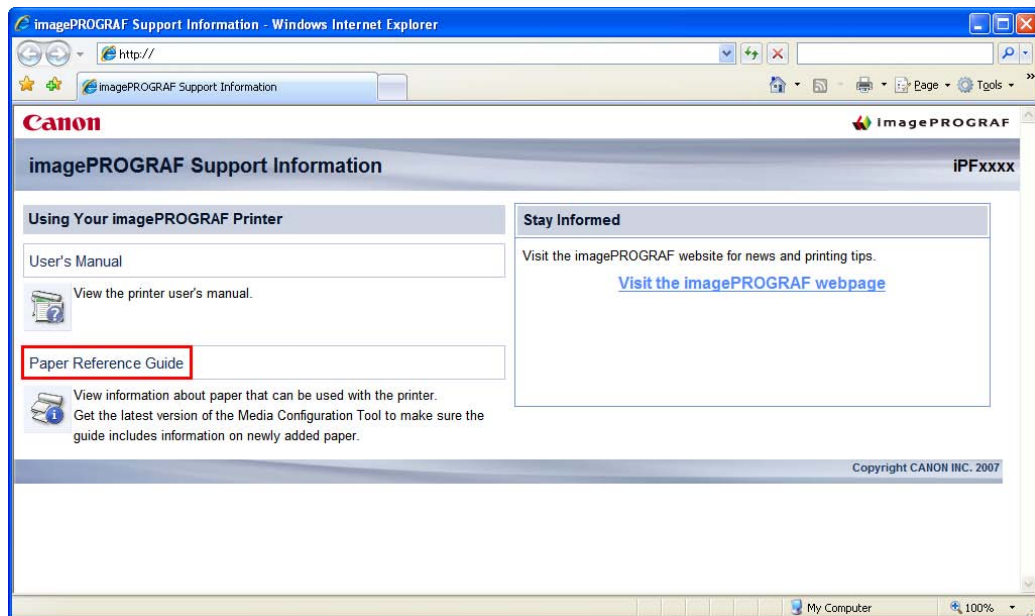 imagePROGRAF Support Information - Windows Internet Explorer
http://
imagePROGRAF Support Information
Page
Tools
»
Canon
imagePROGRAF
imagePROGRAF Support Information
iPFxxxx
Using Your imagePROGRAF Printer
User's Manual
View the printer user's manual.
Paper Reference Guide
View information about paper that can be used with the printer.
Get the latest version of the Media Configuration Tool to make sure the
guide includes information on newly added paper.
Stay Informed
Visit the imagePROGRAF website for news and printing tips.
Visit the imagePROGRAF webpage
Copyright CANON INC. 2007
My Computer
100%